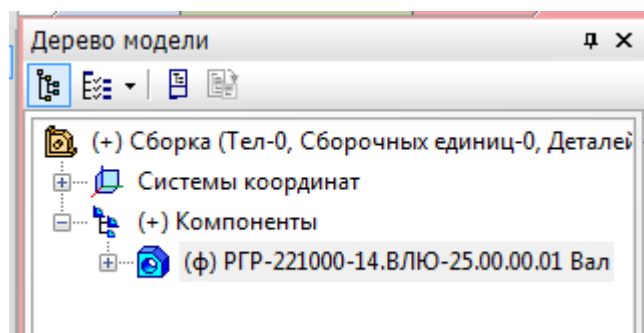 Дерево модели
(+) Сборка (Тел-0, Сборочных единиц-0, Деталей
Системы координат
(+) Компоненты
(ф) РГР-221000-14.ВЛЮ-25.00.00.01 Вал